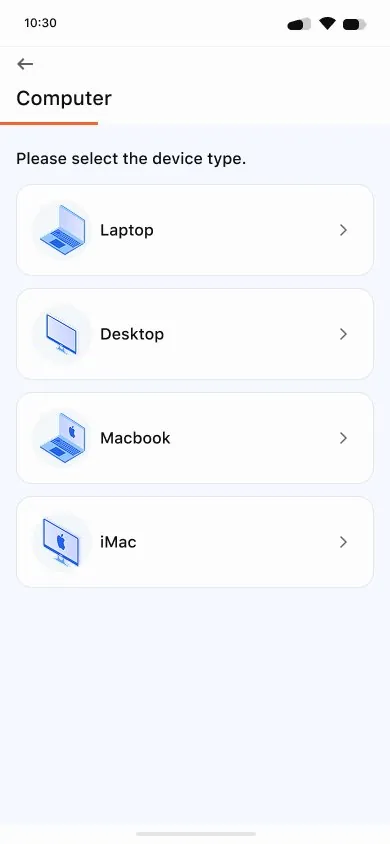 10:30
Computer
Please select the device type.
Laptop
Desktop
Macbook
iMac